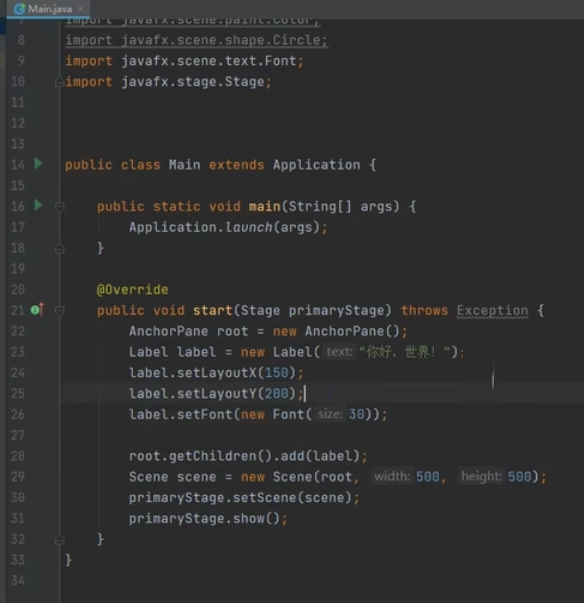 Main.java
7 import javafx.scene.paint.Color;
8 import javafx.scene.shape.Circle;
9 import javafx.scene.text.Font;
10 import javafx.stage.Stage;
11
12
13
14 public class Main extends Application {
15
16 public static void main(String[] args) {
17 Application.launch(args);
18 }
19
20 @Override
21 public void start(Stage primaryStage) throws Exception {
22 AnchorPane root = new AnchorPane();
23 Label label = new Label( text: "你好，世界！");
24 label.setLayoutX(150);
25 label.setLayoutY(200);
26 label.setFont(new Font( size: 30));
27
28 root.getChildren().add(label);
29 Scene scene = new Scene(root, width: 500, height: 500);
30 primaryStage.setScene(scene);
31 primaryStage.show();
32 }
33 }
34